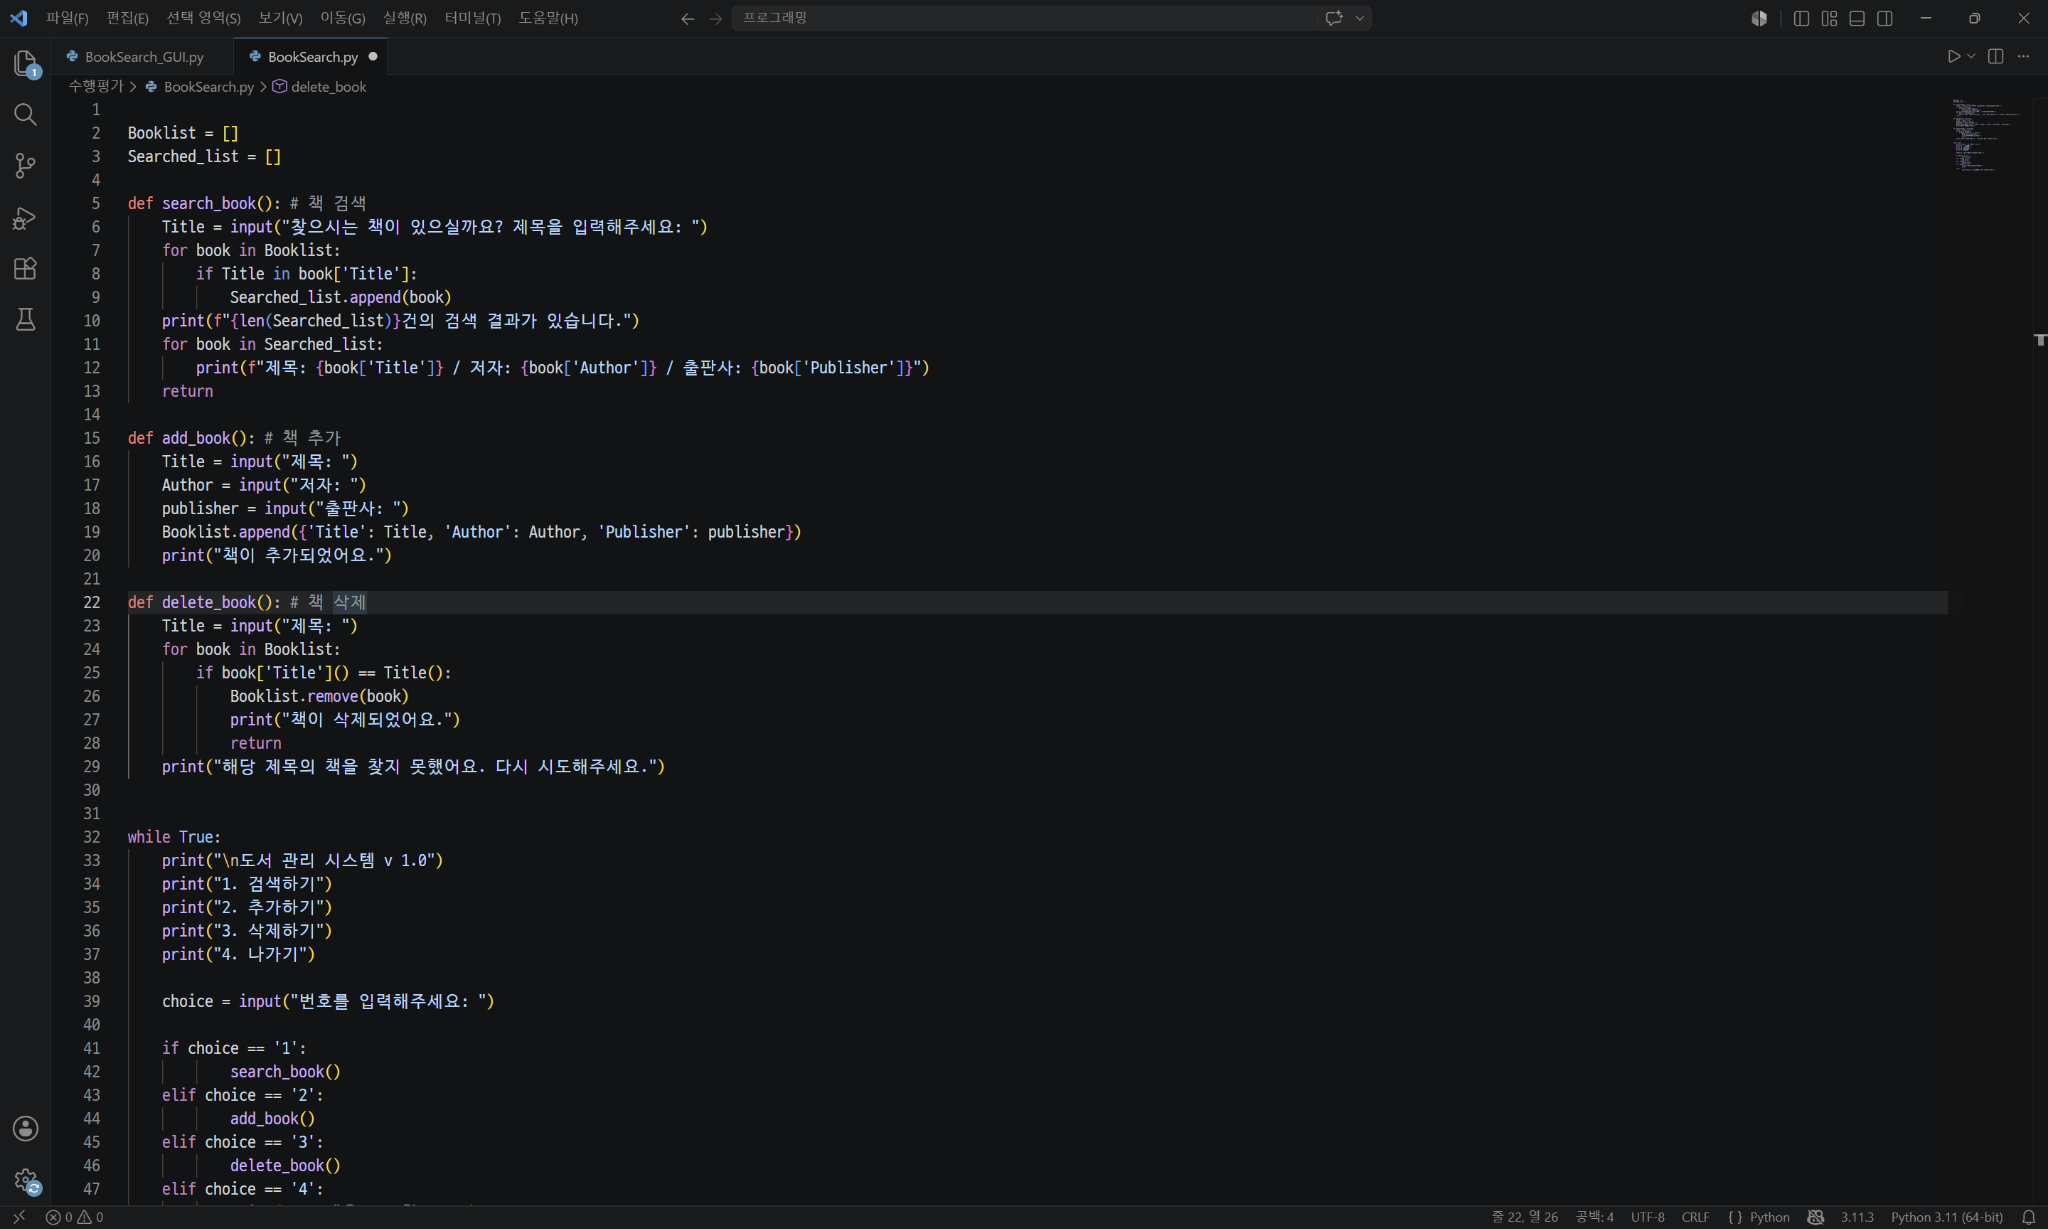 파일(F) 편집(E) 선택 영역(S) 보기(V) 이동(G) 실행(R) 터미널(T) 도움말(H) 프로그래밍
BookSearch_GUI.py BookSearch.py
수행평가 > BookSearch.py > delete_book
1
1
2 Booklist = []
3 Searched_list = []
4
5 def search_book(): # 책 검색
6 Title = input("찾으시는 책이 있으실까요? 제목을 입력해주세요: ")
7 for book in Booklist:
8 if Title in book['Title']:
9 Searched_list.append(book)
10 print(f"{len(Searched_list)}건의 검색 결과가 있습니다.")
11 for book in Searched_list:
12 print(f"제목: {book['Title']} / 저자: {book['Author']} / 출판사: {book['Publisher']}")
13 return
14
15 def add_book(): # 책 추가
16 Title = input("제목: ")
17 Author = input("저자: ")
18 publisher = input("출판사: ")
19 Booklist.append({'Title': Title, 'Author': Author, 'Publisher': publisher})
20 print("책이 추가되었어요.")
21
22 def delete_book(): # 책 삭제
23 Title = input("제목: ")
24 for book in Booklist:
25 if book['Title']() == Title():
26 Booklist.remove(book)
27 print("책이 삭제되었어요.")
28 return
29 print("해당 제목의 책을 찾지 못했어요. 다시 시도해주세요.")
30
31
32 while True:
33 print("\n도서 관리 시스템 v 1.0")
34 print("1. 검색하기")
35 print("2. 추가하기")
36 print("3. 삭제하기")
37 print("4. 나가기")
38
39 choice = input("번호를 입력해주세요: ")
40
41 if choice == '1':
42 search_book()
43 elif choice == '2':
44 add_book()
45 elif choice == '3':
46 delete_book()
47 elif choice == '4':
0 0 줄 22, 열 26 공백: 4 UTF-8 CRLF { } Python 3.11.3 Python 3.11 (64-bit)